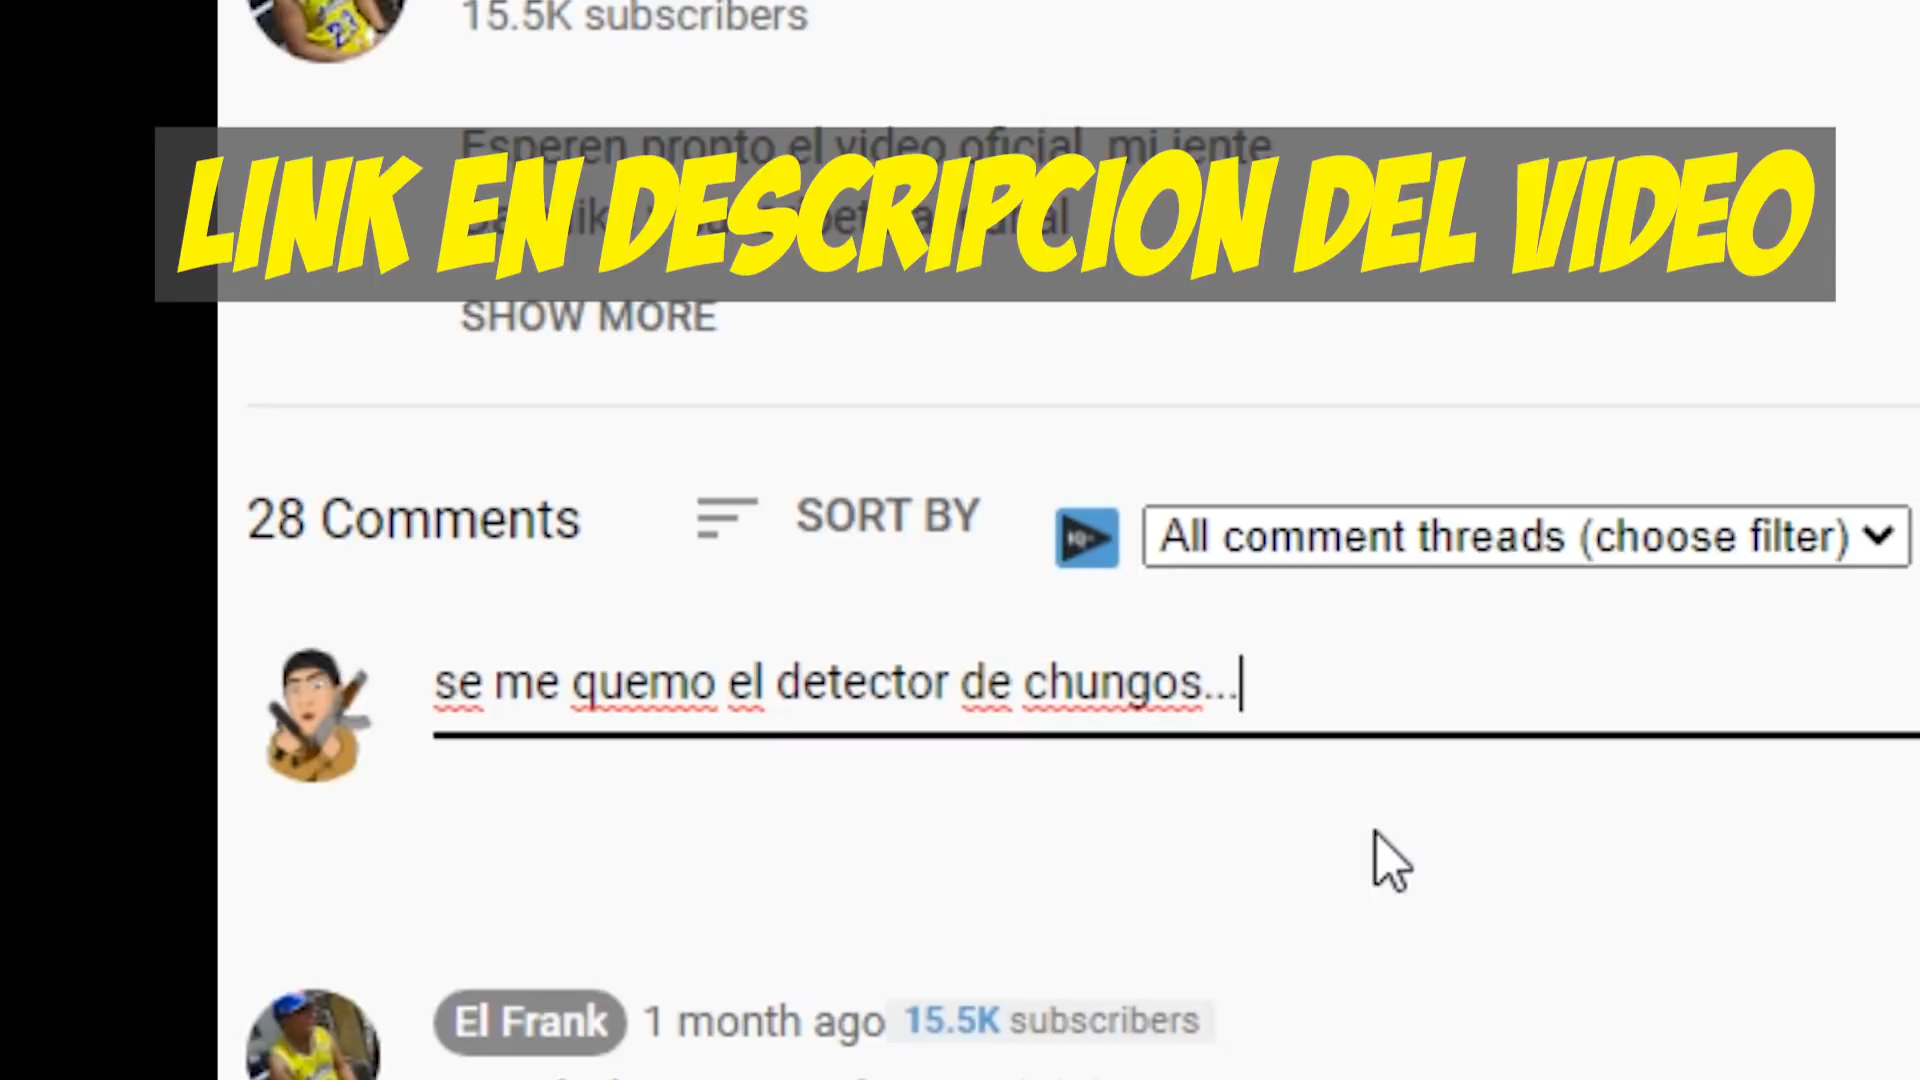 15.5K subscribers
Esperen pronto el video oficial, mi jente
LINK EN DESCRIPCION DEL VIDEO
SHOW MORE
28 Comments
SORT BY
All comment threads (choose filter)
se me quemo el detector de chungos...
El Frank 1 month ago 15.5K subscribers